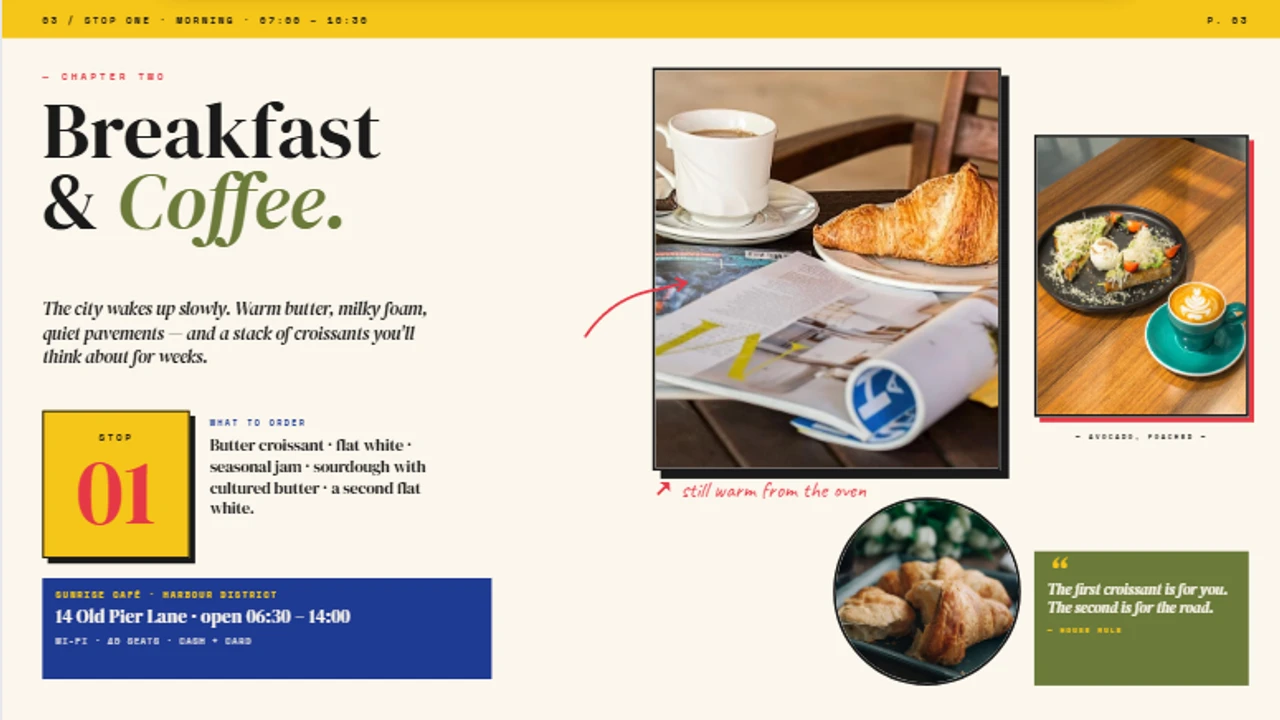 03 / STOP ONE · MORNING · 07:00 – 10:30
P. 03
— CHAPTER TWO
Breakfast
& Coffee.
The city wakes up slowly. Warm butter, milky foam,
quiet pavements — and a stack of croissants you'll
think about for weeks.
STOP
01
WHAT TO ORDER
Butter croissant · flat white ·
seasonal jam · sourdough with
cultured butter · a second flat
white.
SUNRISE CAFÉ · HARBOUR DISTRICT
14 Old Pier Lane · open 06:30 – 14:00
WI-FI · 40 SEATS · CASH + CARD
↗ still warm from the oven
— AVOCADO, POACHED —
“
The first croissant is for you.
The second is for the road.
— HOUSE RULE